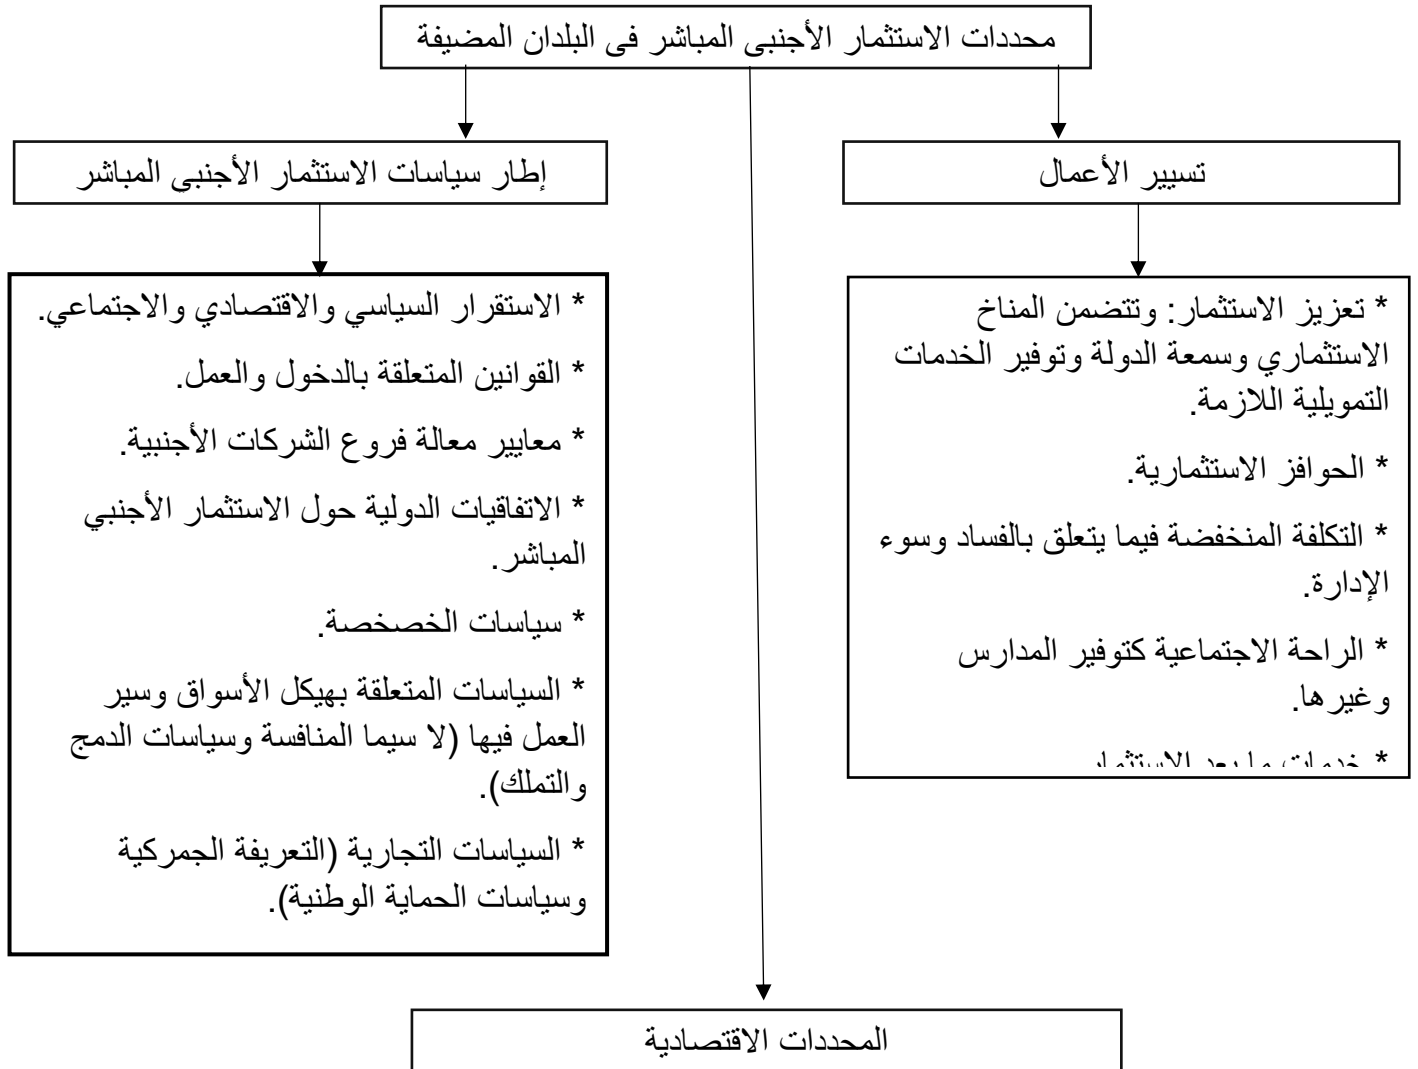 محددات الاستثمار الأجنبى المباشر فى البلدان المضيفة
تسيير الأعمال
إطار سياسات الاستثمار الأجنبى المباشر
* تعزيز الاستثمار: وتتضمن المناخ
الاستثماري وسمعة الدولة وتوفير الخدمات
التمويلية اللازمة.
* الحوافز الاستثمارية.
* التكلفة المنخفضة فيما يتعلق بالفساد وسوء
الإدارة.
* الراحة الاجتماعية كتوفير المدارس
وغيرها.
* خدمات ما بعد الاستثمار
* الاستقرار السياسي والاقتصادي والاجتماعي.
* القوانين المتعلقة بالدخول والعمل.
* معايير معالة فروع الشركات الأجنبية.
* الاتفاقيات الدولية حول الاستثمار الأجنبي
المباشر.
* سياسات الخصخصة.
* السياسات المتعلقة بهيكل الأسواق وسير
العمل فيها (لا سيما المنافسة وسياسات الدمج
والتملك).
* السياسات التجارية (التعريفة الجمركية
وسياسات الحماية الوطنية).
المحددات الاقتصادية